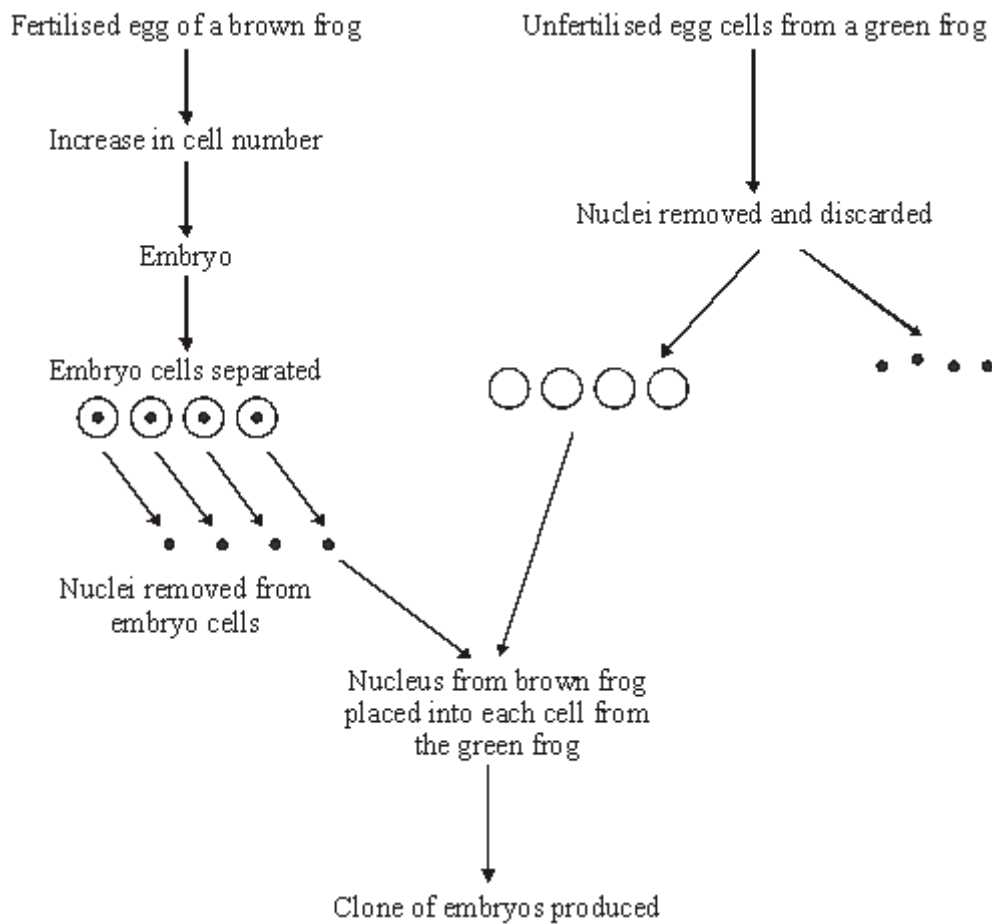 Fertilised egg of a brown frog
Unfertilised egg cells from a green frog
Increase in cell number
Nuclei removed and discarded
Embryo
Embryo cells separated
Nuclei removed from
embryo cells
Nucleus from brown frog
placed into each cell from
the green frog
Clone of embryos produced